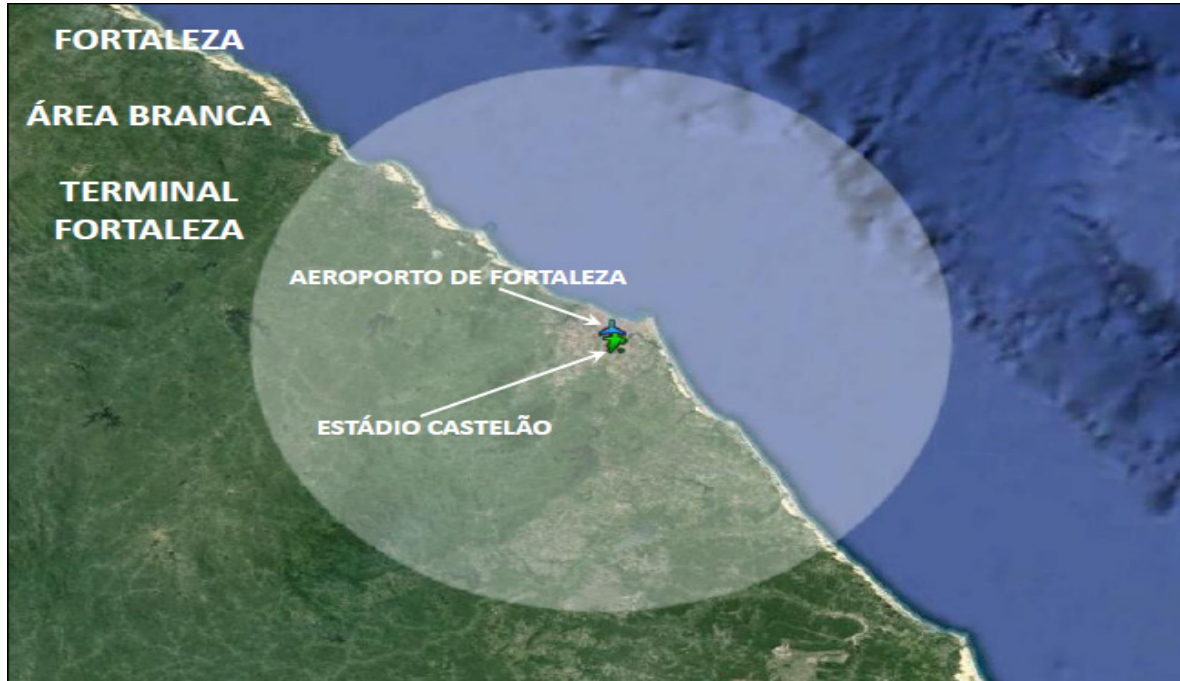 FORTALEZA
ÁREA BRANCA
TERMINAL
FORTALEZA
AEROPORTO DE FORTALEZA
ESTÁDIO CASTELÃO